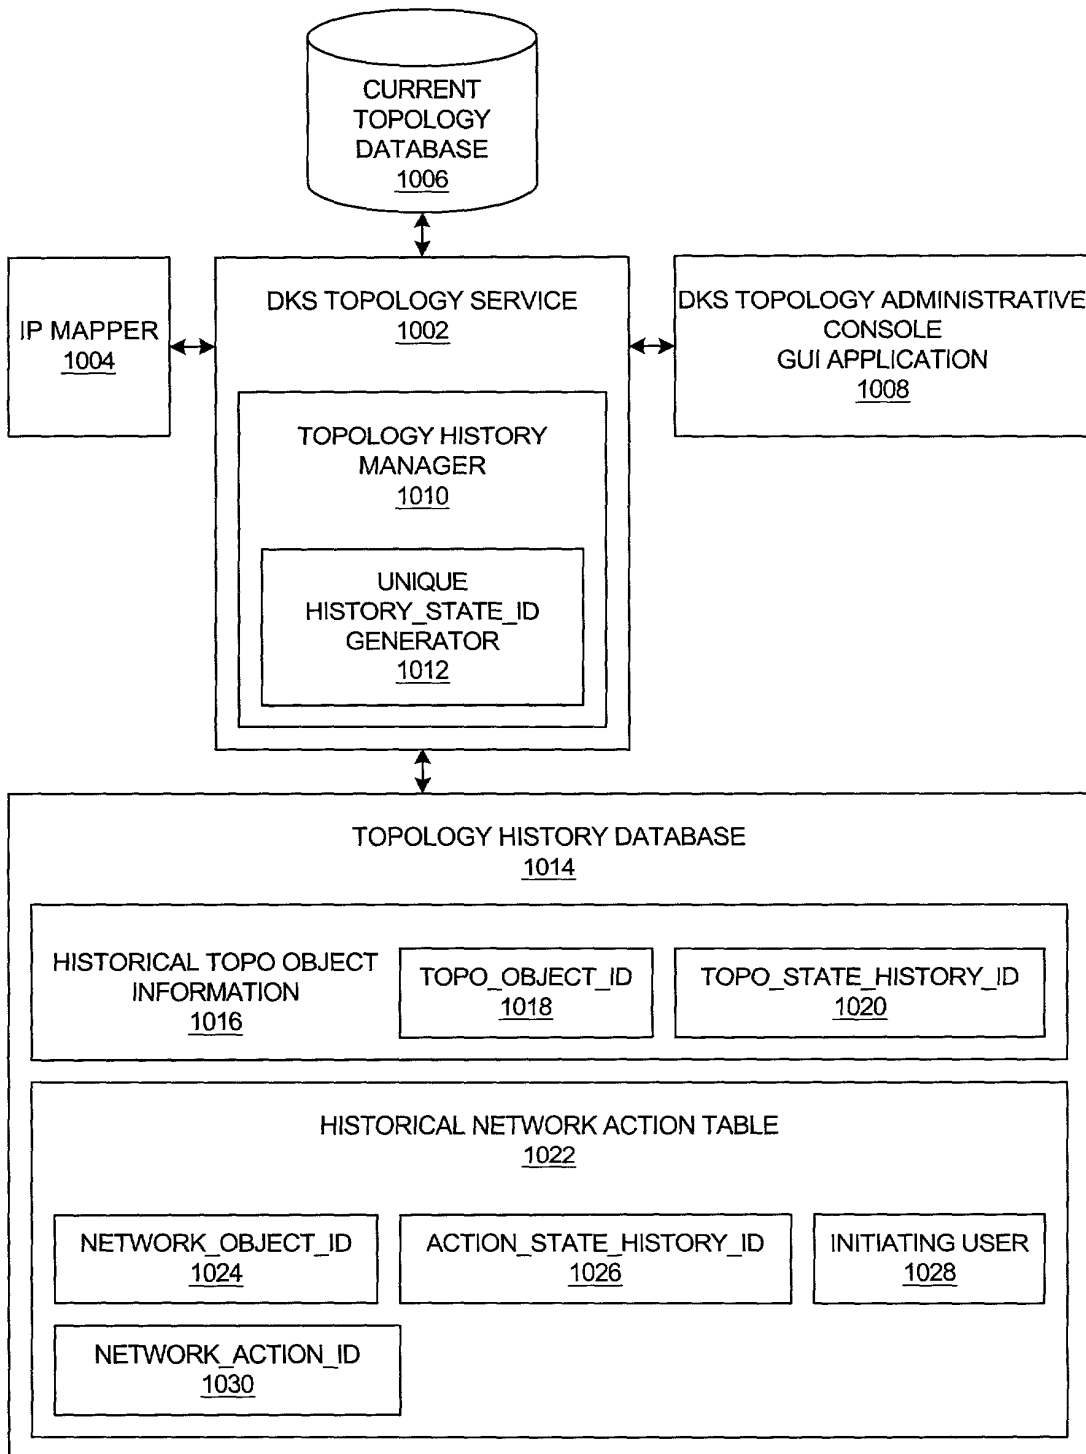 CURRENT
TOPOLOGY
DATABASE
1006
IP MAPPER
1004
DKS TOPOLOGY SERVICE
1002
DKS TOPOLOGY ADMINISTRATIVE
CONSOLE
GUI APPLICATION
1008
TOPOLOGY HISTORY
MANAGER
1010
UNIQUE
HISTORY_STATE_ID
GENERATOR
1012
TOPOLOGY HISTORY DATABASE
1014
HISTORICAL TOPO OBJECT
INFORMATION
1016
TOPO_OBJECT_ID
1018
TOPO_STATE_HISTORY_ID
1020
HISTORICAL NETWORK ACTION TABLE
1022
NETWORK_OBJECT_ID
1024
ACTION_STATE_HISTORY_ID
1026
INITIATING USER
1028
NETWORK_ACTION_ID
1030